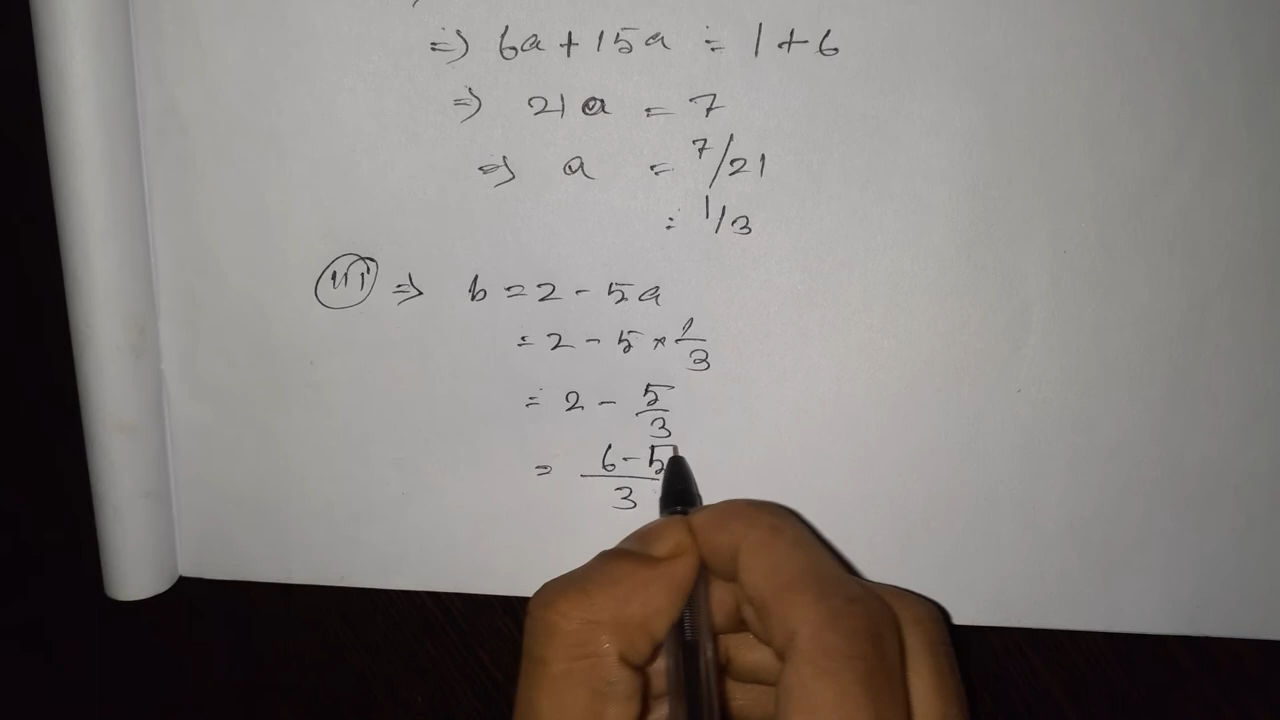 => 6a + 15a = 1 + 6
=> 21a = 7
=> a = 7/21
= 1/3
(iii) => b = 2 - 5a
= 2 - 5 × 1/3
= 2 - 5/3
= 6-5/3